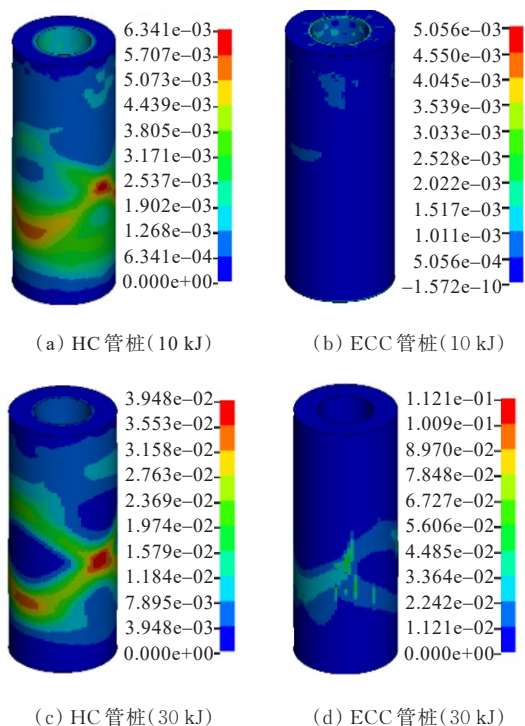 6.341e–03
5.707e–03
5.073e–03
4.439e–03
3.805e–03
3.171e–03
2.537e–03
1.902e–03
1.268e–03
6.341e–04
0.000e+00
(a) HC管桩(10 kJ)
5.056e–03
4.550e–03
4.045e–03
3.539e–03
3.033e–03
2.528e–03
2.022e–03
1.517e–03
1.011e–03
5.056e–04
–1.572e–10
(b) ECC管桩(10 kJ)
3.948e–02
3.553e–02
3.158e–02
2.763e–02
2.369e–02
1.974e–02
1.579e–02
1.184e–02
7.895e–03
3.948e–03
0.000e+00
(c) HC管桩(30 kJ)
1.121e–01
1.009e–01
8.970e–02
7.848e–02
6.727e–02
5.606e–02
4.485e–02
3.364e–02
2.242e–02
1.121e–02
0.000e+00
(d) ECC管桩(30 kJ)